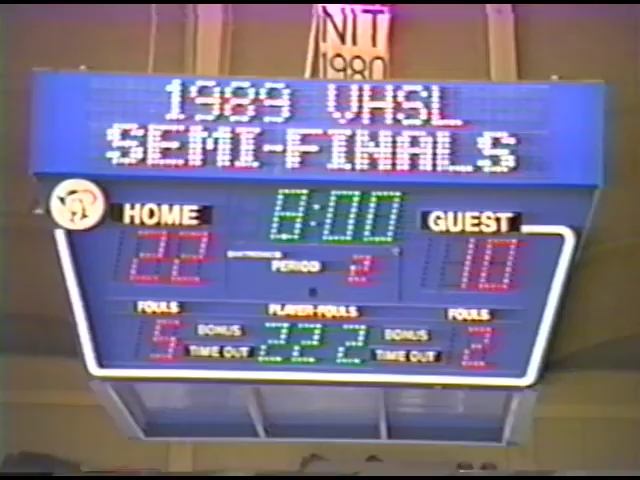 NIT
1980
1989 VHSL
SEMI-FINALS
HOME 8:00 GUEST
22 PERIOD 2 10
FOULS PLAYER-FOULS FOULS
5 BONUS 22 2 BONUS 2
TIME OUT TIME OUT